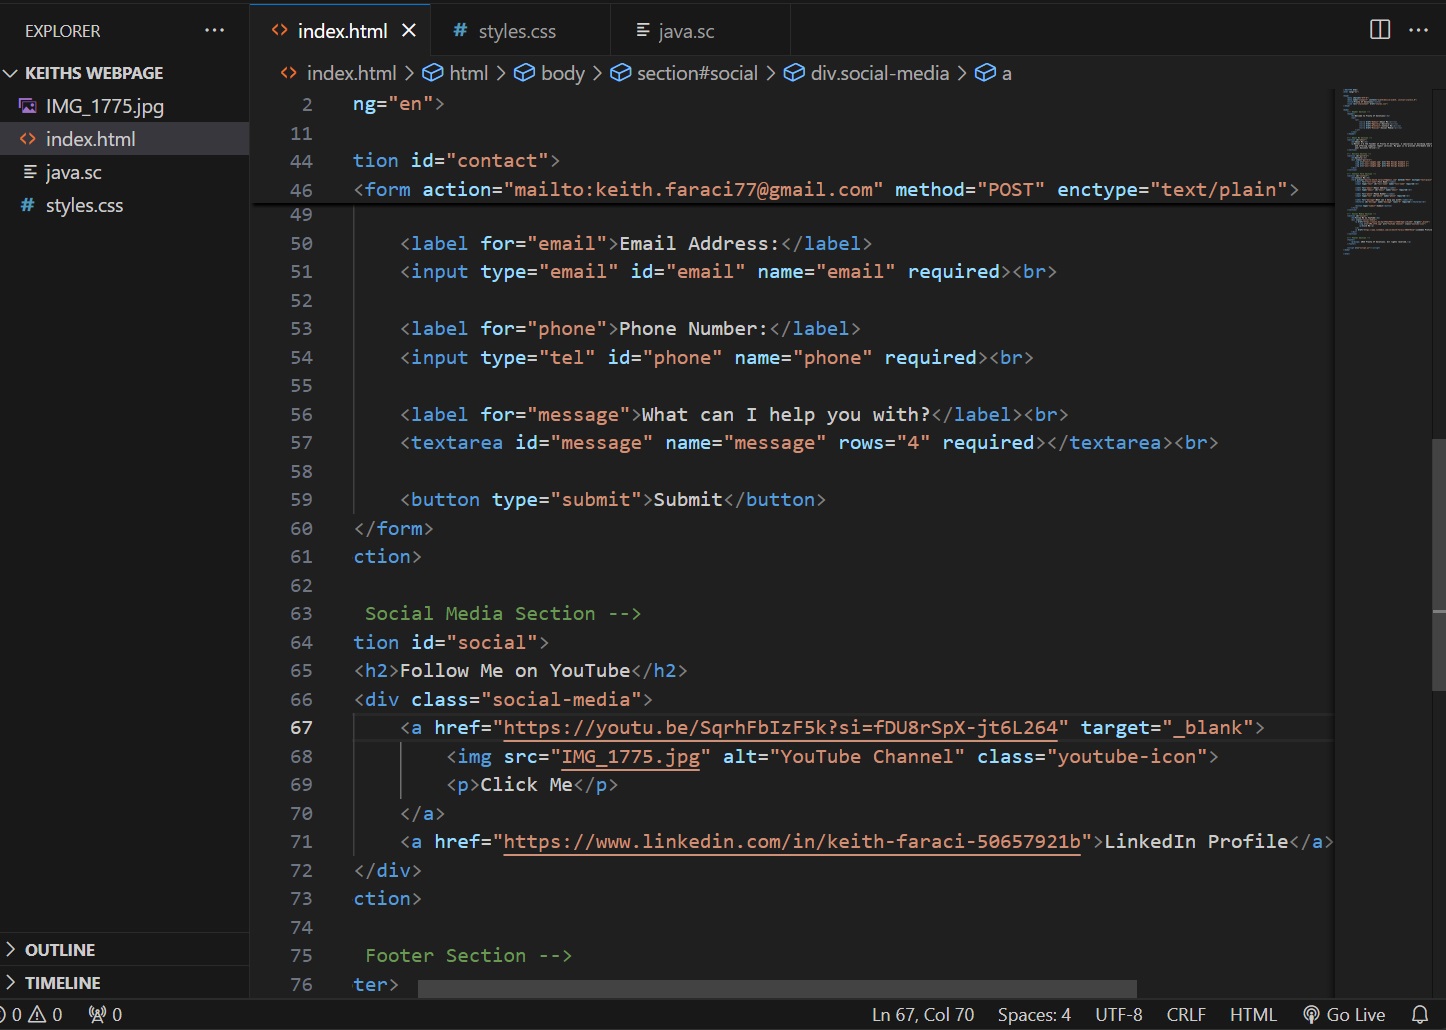 EXPLORER ...
KEITHS WEBPAGE
IMG_1775.jpg
<> index.html
java.sc
# styles.css
OUTLINE
TIMELINE
<> index.html ×
# styles.css
java.sc
...
<> index.html > html > body > section#social > div.social-media > a
2 ng="en">
11
44 tion id="contact">
46 <form action="mailto:keith.faraci77@gmail.com" method="POST" enctype="text/plain">
49
50 <label for="email">Email Address:</label>
51 <input type="email" id="email" name="email" required><br>
52
53 <label for="phone">Phone Number:</label>
54 <input type="tel" id="phone" name="phone" required><br>
55
56 <label for="message">What can I help you with?</label><br>
57 <textarea id="message" name="message" rows="4" required></textarea><br>
58
59 <button type="submit">Submit</button>
60 </form>
61 ction>
62
63 Social Media Section -->
64 tion id="social">
65 <h2>Follow Me on YouTube</h2>
66 <div class="social-media">
67 <a href="https://youtu.be/SqrhFbIzF5k?si=fDU8rSpX-jt6L264" target="_blank">
68 <img src="IMG_1775.jpg" alt="YouTube Channel" class="youtube-icon">
69 <p>Click Me</p>
70 </a>
71 <a href="https://www.linkedin.com/in/keith-faraci-50657921b">LinkedIn Profile</a>
72 </div>
73 ction>
74
75 Footer Section -->
76 ter>
0 0 0 Ln 67, Col 70 Spaces: 4 UTF-8 CRLF HTML Go Live